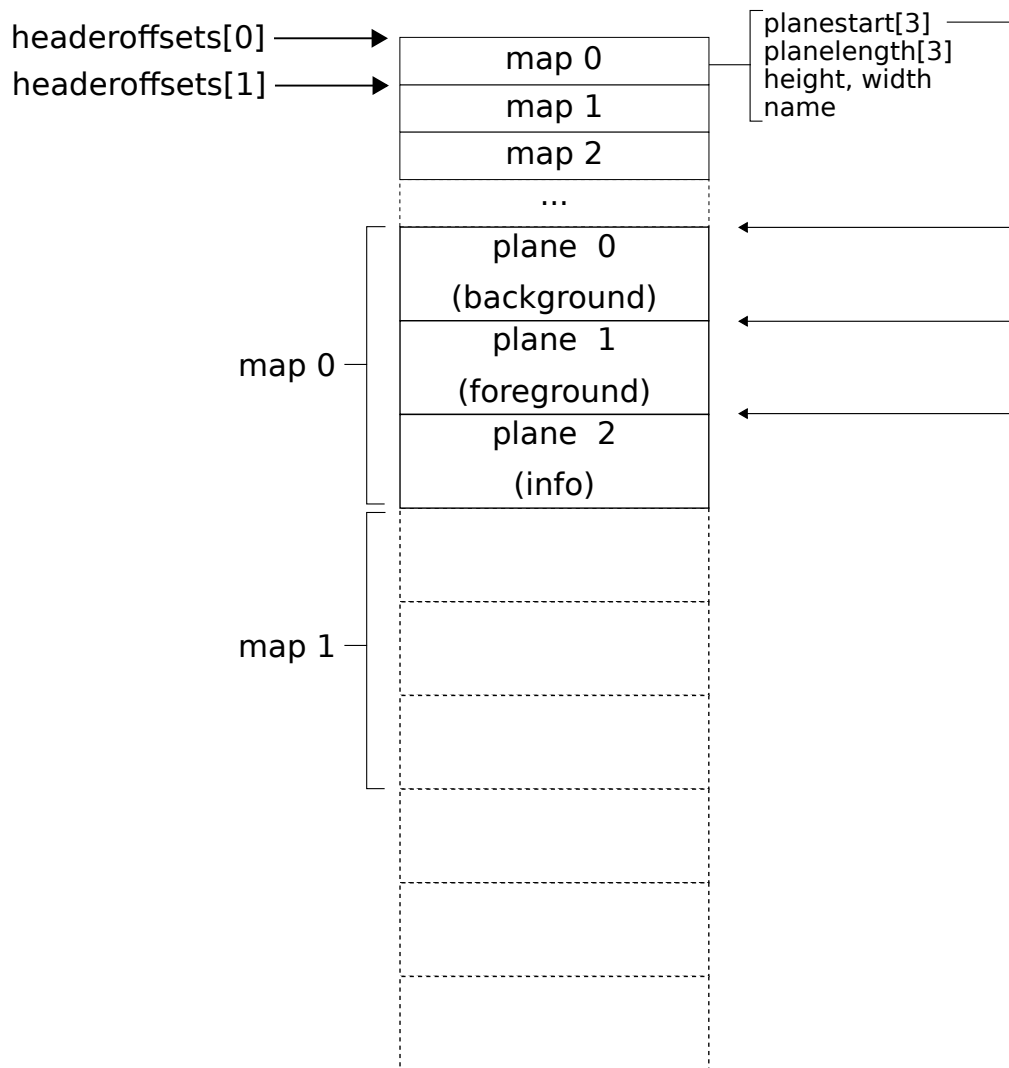 headeroffsets[0]
headeroffsets[1]
map 0
map 1
map 2
...
planestart[3]
planelength[3]
height, width
name
map 0
plane 0
(background)
plane 1
(foreground)
plane 2
(info)
map 1